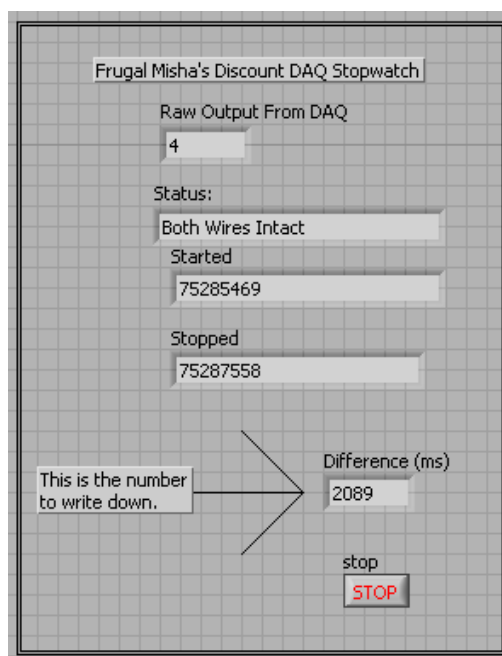 Frugal Misha's Discount DAQ Stopwatch
Raw Output From DAQ
4
Status:
Both Wires Intact
Started
75285469
Stopped
75287558
This is the number
to write down.
Difference (ms)
2089
stop
STOP